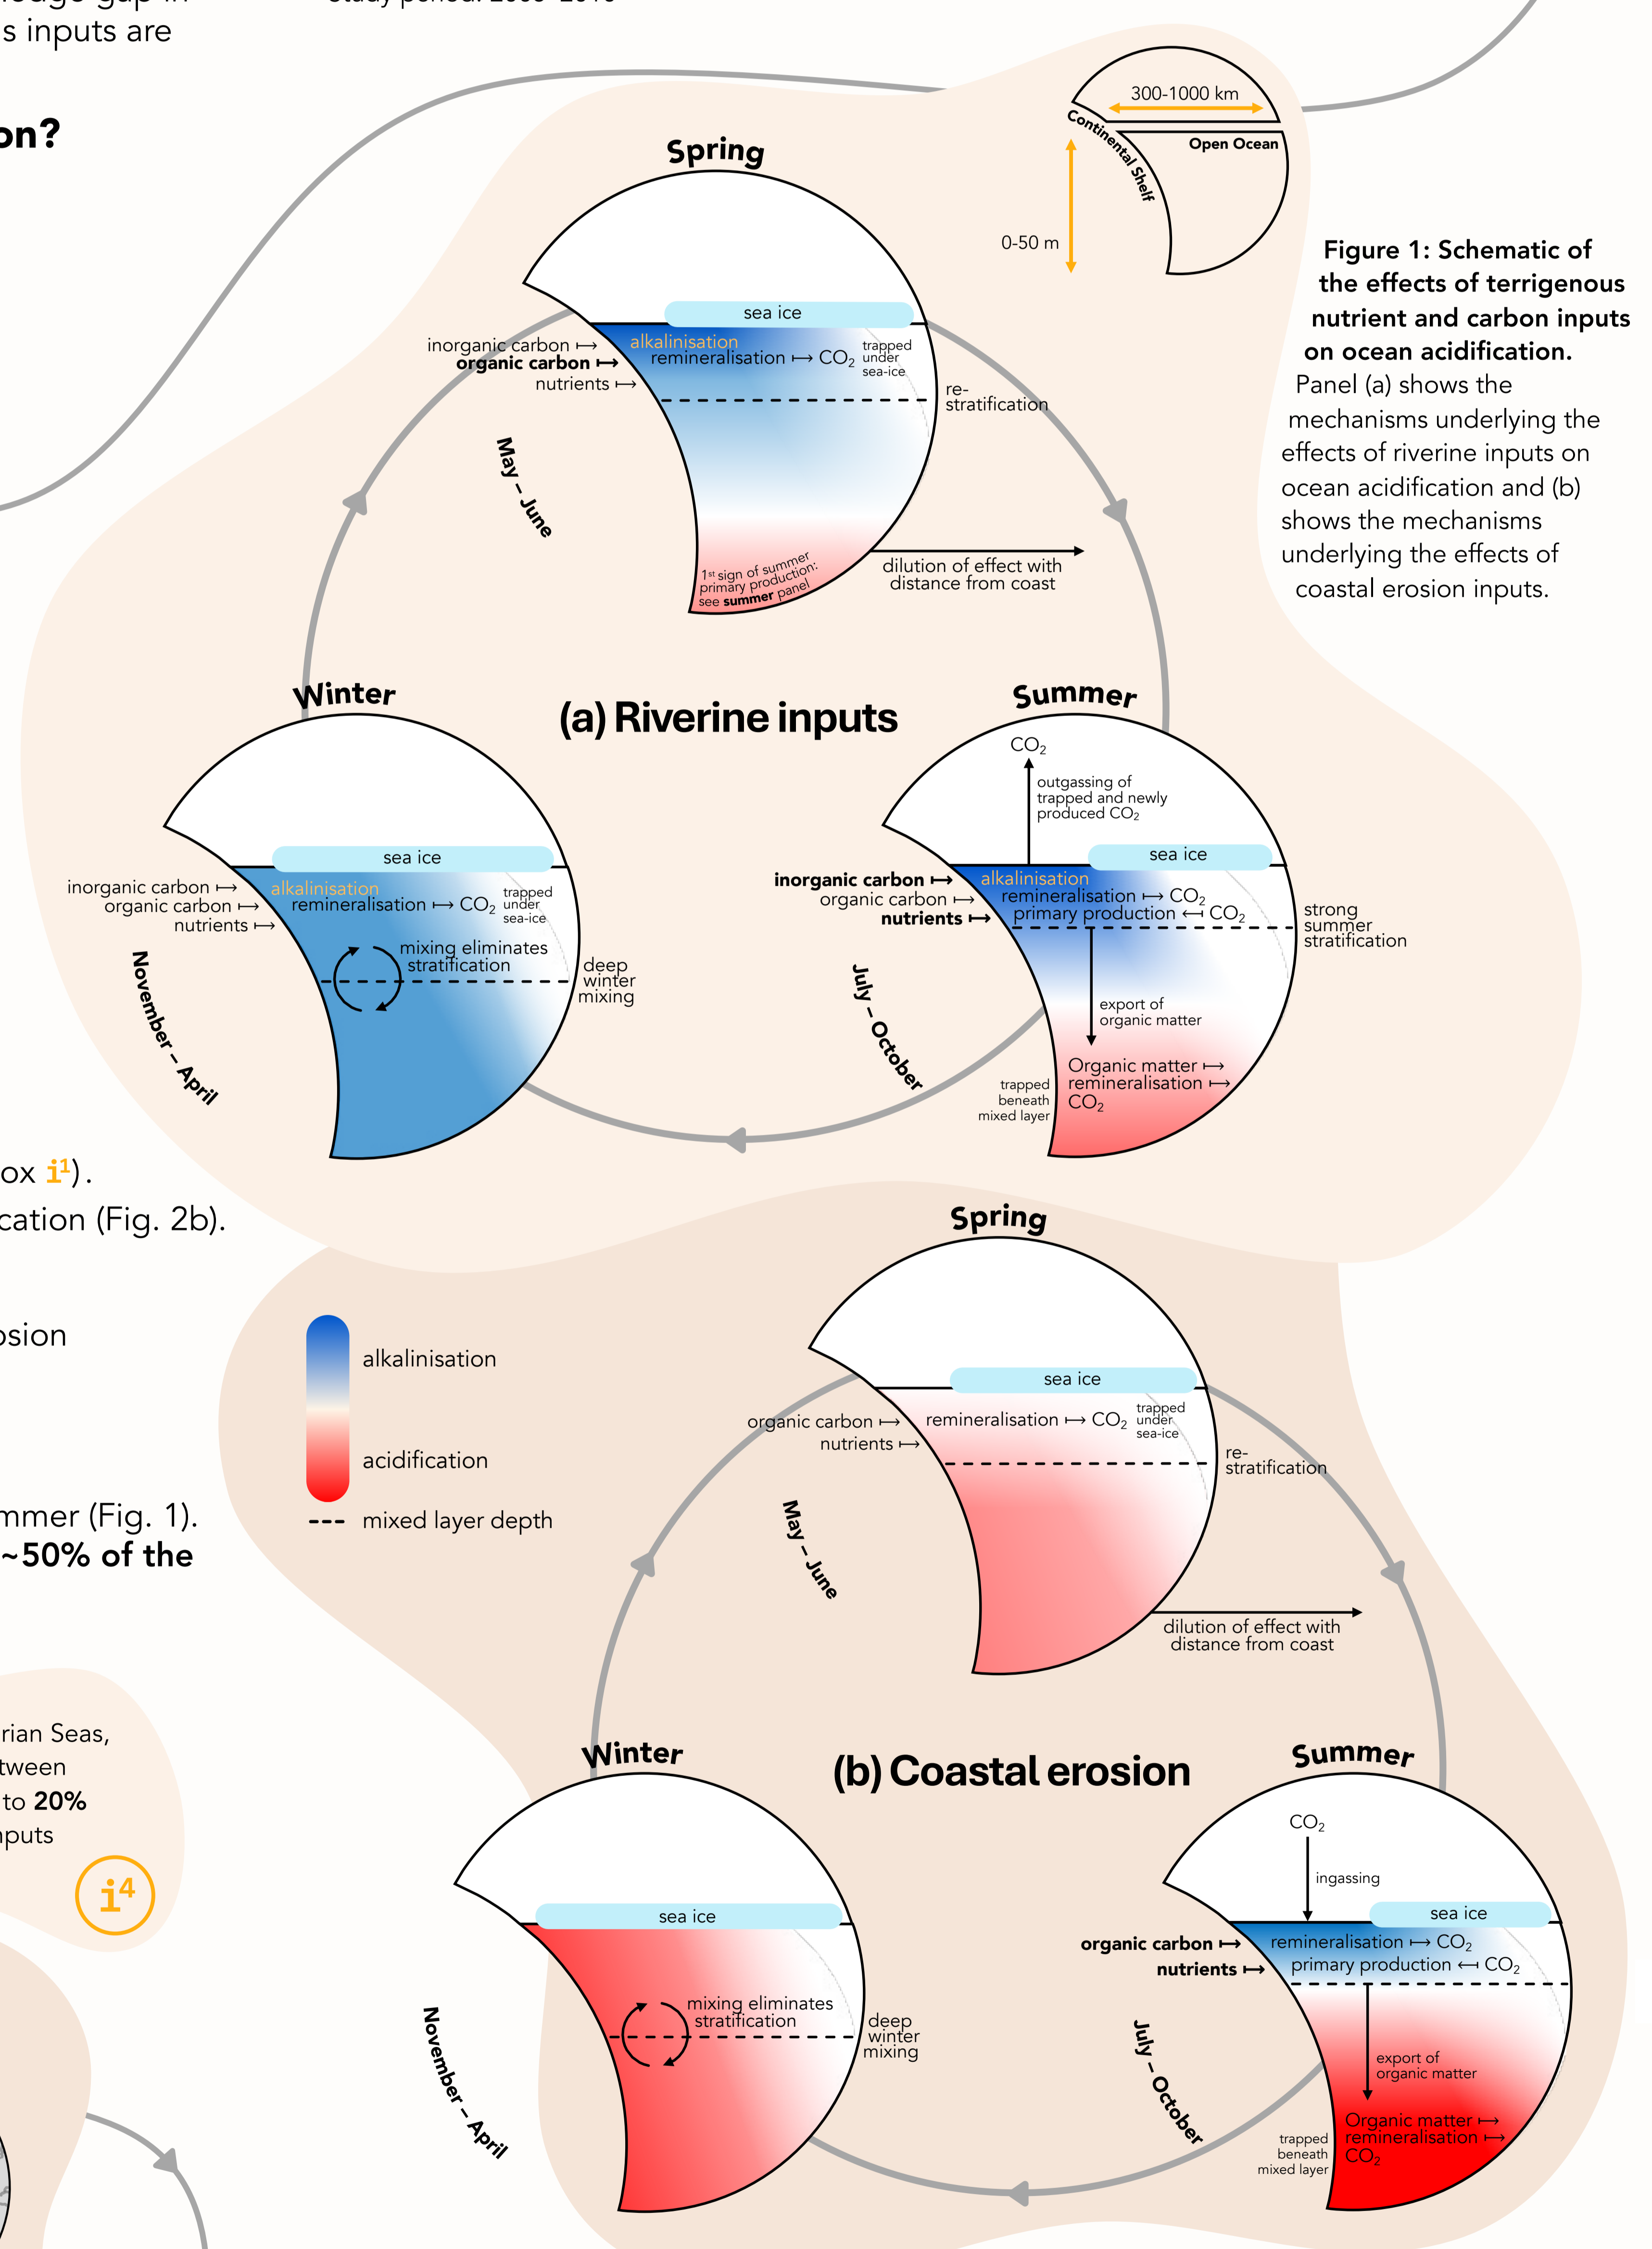 s inputs are
on?
300-1000 km
Continental Shelf
Open Ocean
0-50 m
Figure 1: Schematic of
the effects of terrigenous
nutrient and carbon inputs
on ocean acidification.
Panel (a) shows the
mechanisms underlying the
effects of riverine inputs on
ocean acidification and (b)
shows the mechanisms
underlying the effects of
coastal erosion inputs.
Spring
sea ice
inorganic carbon ↦
organic carbon ↦
nutrients ↦
alkalinisation
remineralisation ↦ CO₂
trapped
under
sea-ice
re-
stratification
May – June
1st sign of summer
primary production:
see summer panel
dilution of effect with
distance from coast
(a) Riverine inputs
Winter
sea ice
inorganic carbon ↦
organic carbon ↦
nutrients ↦
alkalinisation
remineralisation ↦ CO₂
trapped
under
sea-ice
mixing eliminates
stratification
deep
winter
mixing
November – April
Summer
CO₂
outgassing of
trapped and newly
produced CO₂
sea ice
inorganic carbon ↦
organic carbon ↦
nutrients ↦
alkalinisation
remineralisation ↦ CO₂
primary production ↤ CO₂
strong
summer
stratification
export of
organic matter
July – October
Organic matter ↦
remineralisation ↦
CO₂
trapped
beneath
mixed layer
ox i¹).
cation (Fig. 2b).
osion
mmer (Fig. 1).
~50% of the
alkalinisation
acidification
mixed layer depth
Spring
sea ice
organic carbon ↦
nutrients ↦
remineralisation ↦ CO₂
trapped
under
sea-ice
re-
stratification
May – June
dilution of effect with
distance from coast
rian Seas,
tween
to 20%
nputs
i⁴
(b) Coastal erosion
Winter
sea ice
mixing eliminates
stratification
deep
winter
mixing
November – April
Summer
CO₂
ingassing
sea ice
organic carbon ↦
nutrients ↦
remineralisation ↦ CO₂
primary production ↤ CO₂
export of
organic matter
July – October
Organic matter ↦
remineralisation ↦
CO₂
trapped
beneath
mixed layer